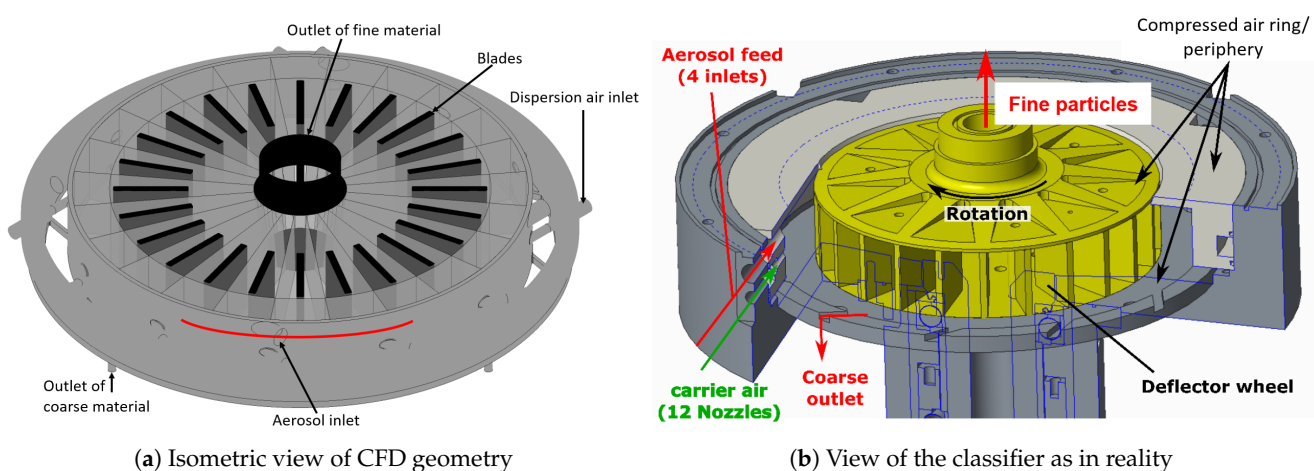 Outlet of fine material
Blades
Dispersion air inlet
Outlet of
coarse material
Aerosol inlet
(a) Isometric view of CFD geometry
Compressed air ring/
periphery
Aerosol feed
(4 inlets)
Fine particles
Rotation
carrier air
(12 Nozzles)
Coarse
outlet
Deflector wheel
(b) View of the classifier as in reality